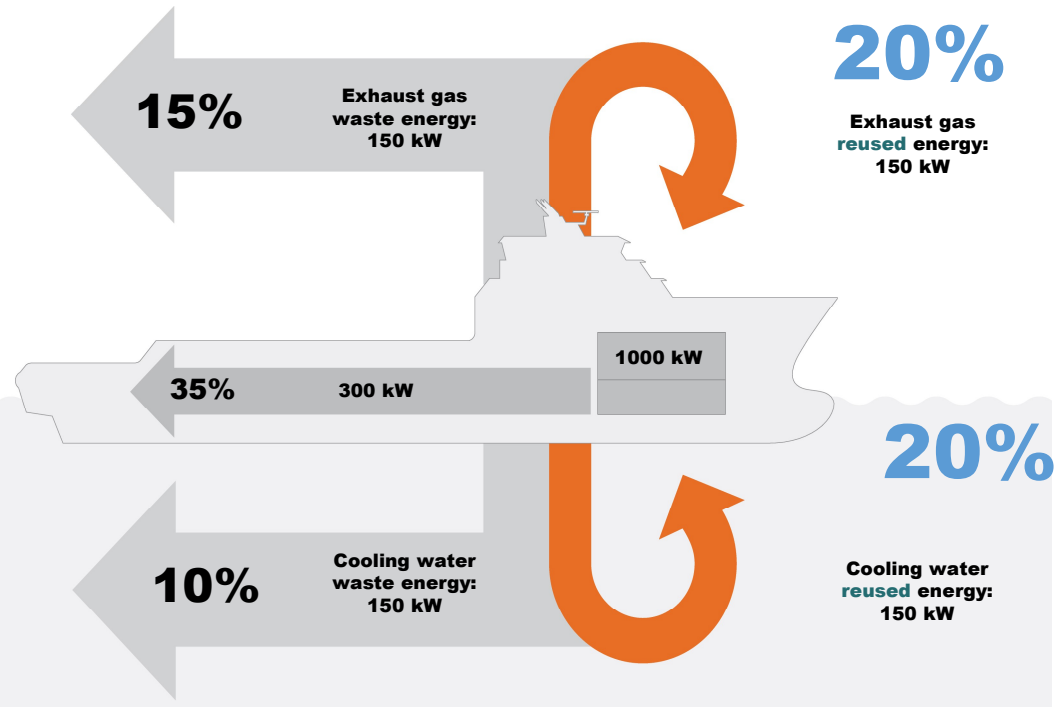 15%
Exhaust gas
waste energy:
150 kW
20%
Exhaust gas
reused energy:
150 kW
1000 kW
35%
300 kW
20%
10%
Cooling water
waste energy:
150 kW
Cooling water
reused energy:
150 kW